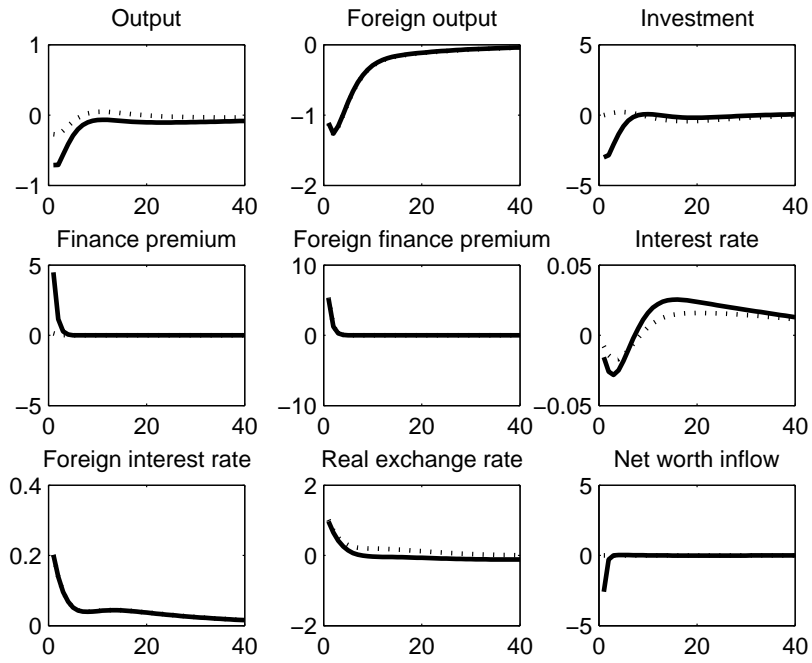 Output
Foreign output
Investment
1
0
−1
0 20 40
0
−1
−2
0 20 40
5
0
−5
0 20 40
Finance premium
Foreign finance premium
Interest rate
5
0
−5
0 20 40
10
0
−10
0 20 40
0.05
0
−0.05
0 20 40
Foreign interest rate
Real exchange rate
Net worth inflow
0.4
0.2
0
0 20 40
2
0
−2
0 20 40
5
0
−5
0 20 40